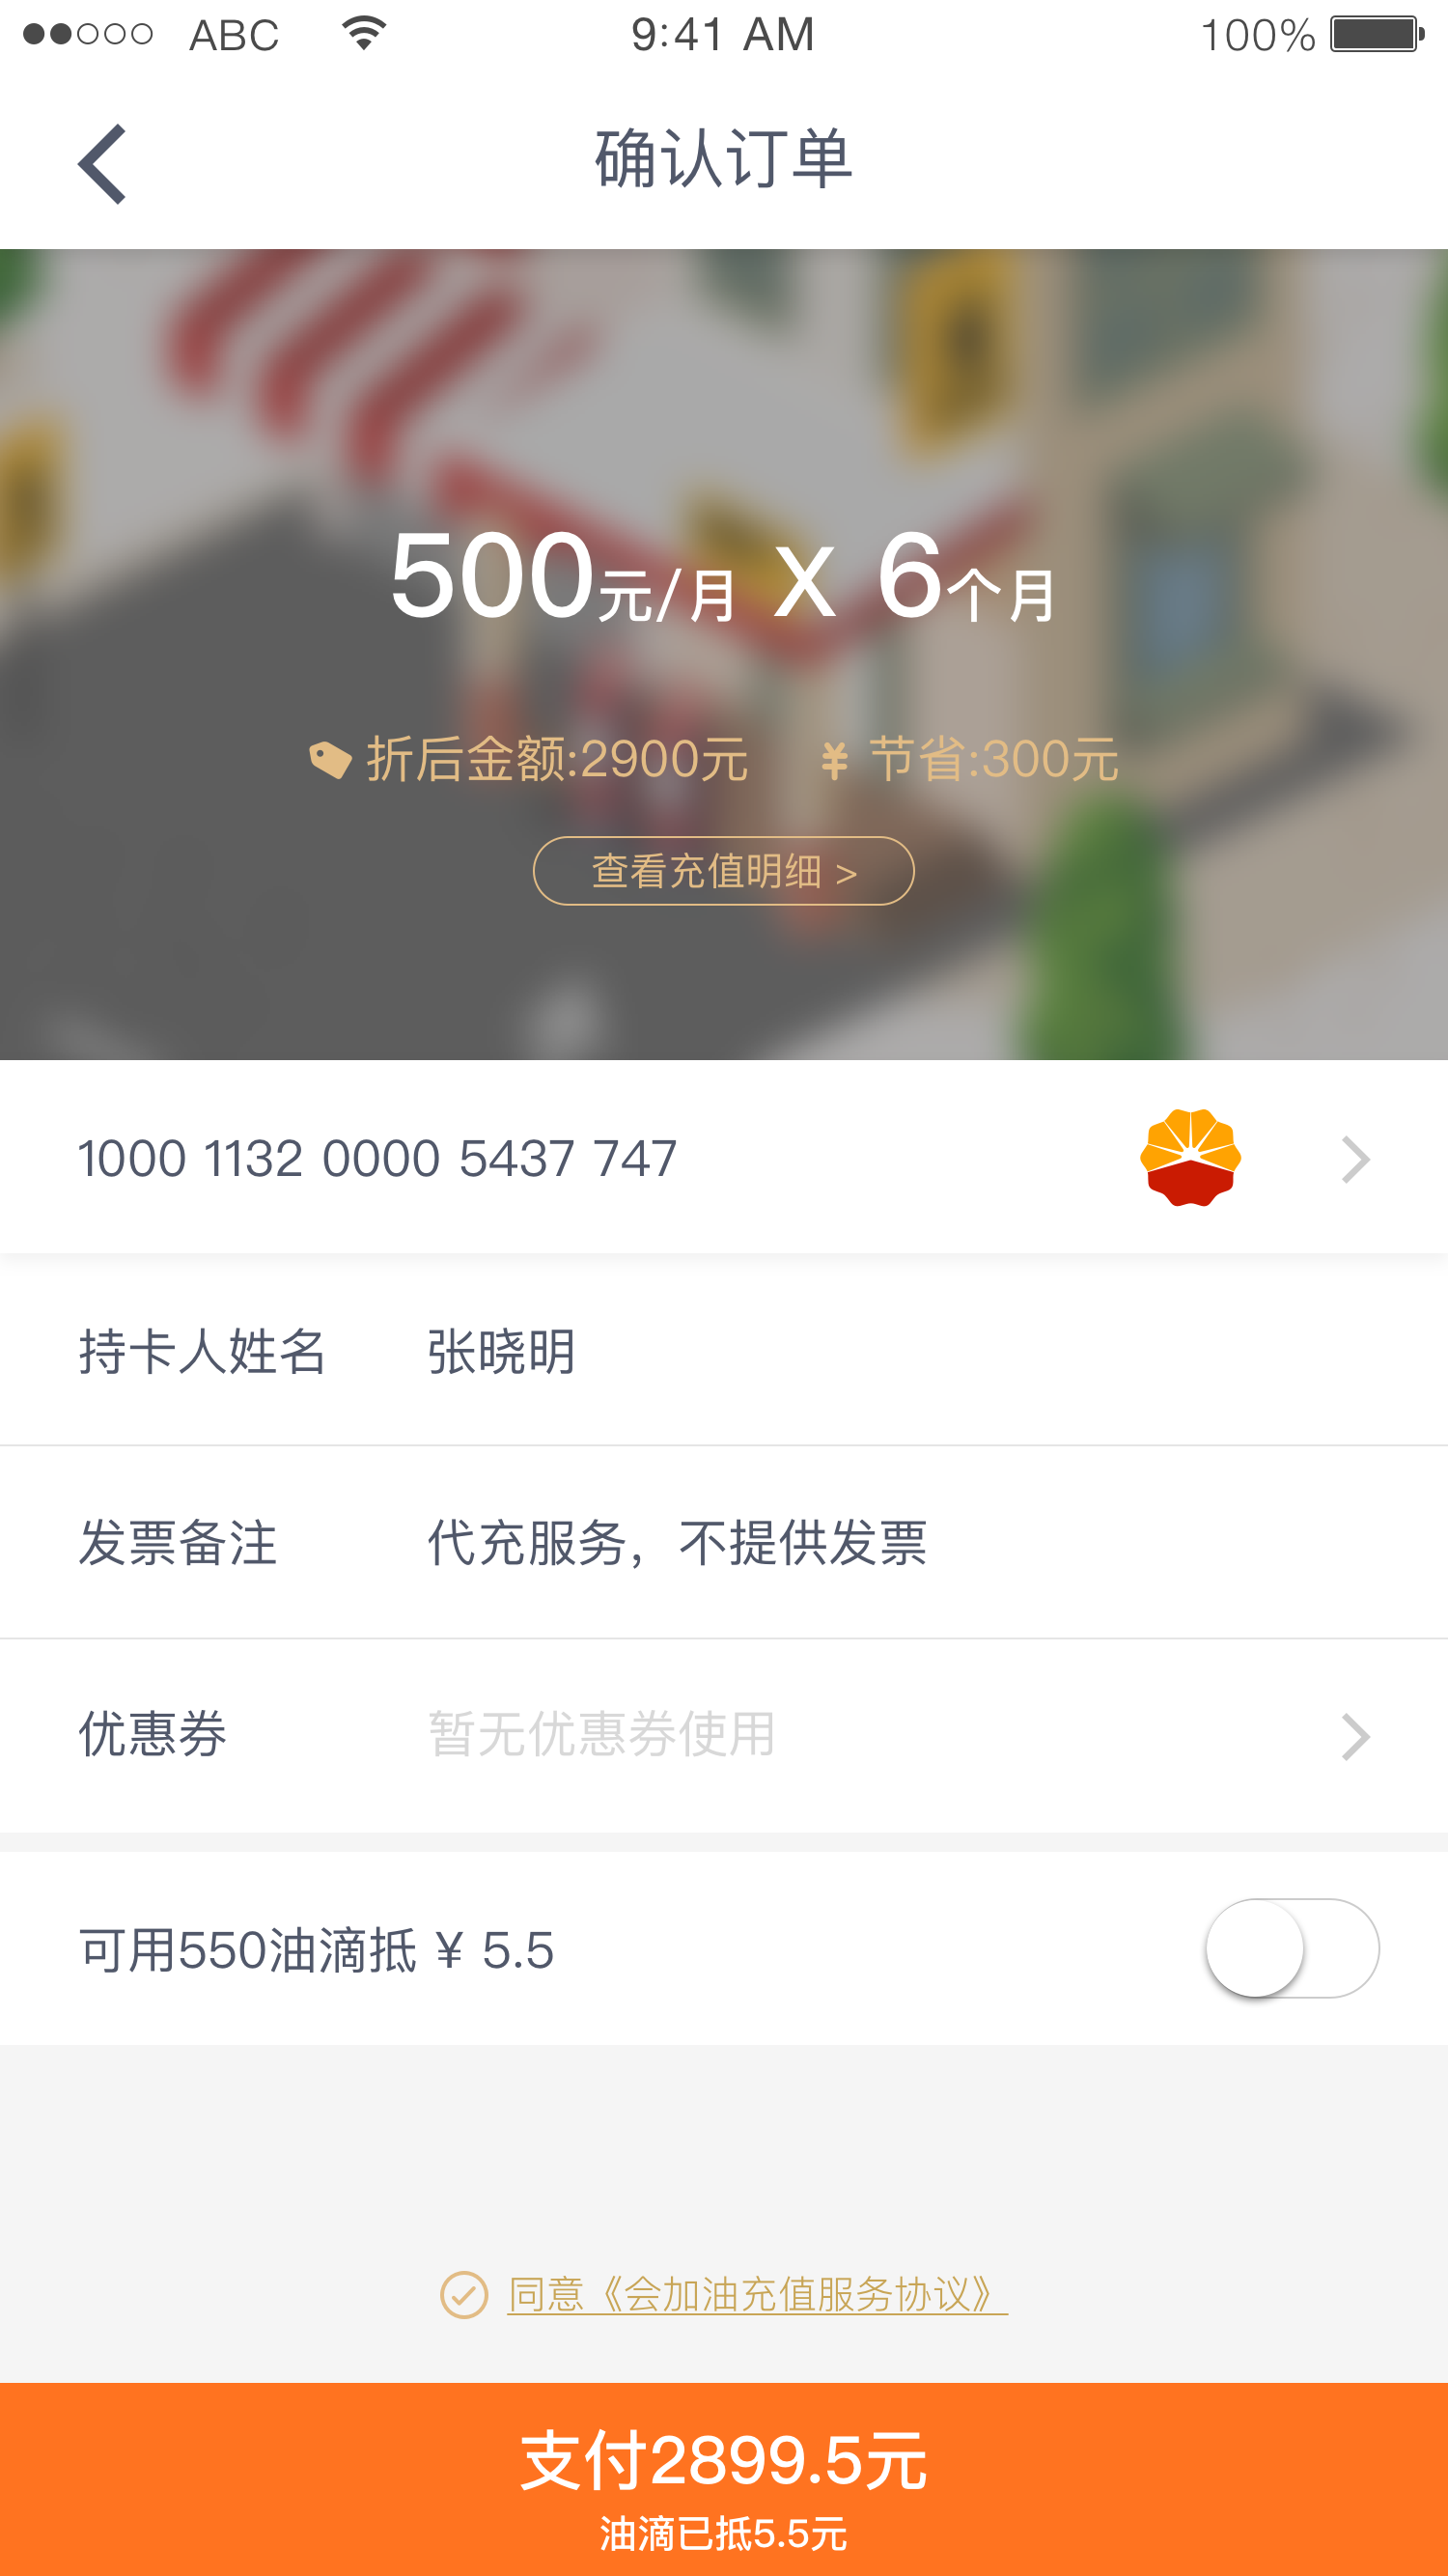 ABC 9:41 AM 100%
确认订单
500元/月 x 6个月
折后金额:2900元 ¥ 节省:300元
查看充值明细 >
1000 1132 0000 5437 747
持卡人姓名 张晓明
发票备注 代充服务，不提供发票
优惠券 暂无优惠券使用
可用550油滴抵 ¥ 5.5
同意《会加油充值服务协议》
支付2899.5元
油滴已抵5.5元